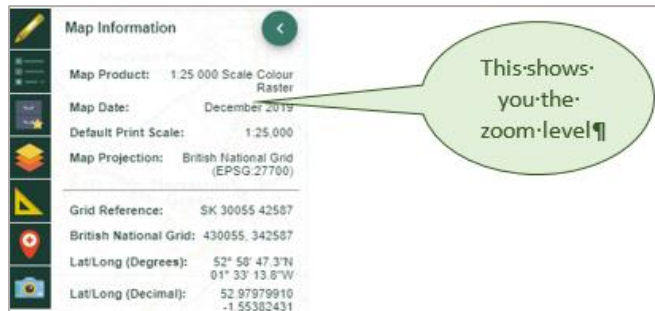 Map Information
Map Product: 1:25 000 Scale Colour
Raster
Map Date: December 2019
Default Print Scale: 1:25,000
Map Projection: British National Grid
(EPSG:27700)
Grid Reference: SK 30055 42587
British National Grid: 430055, 342587
Lat/Long (Degrees): 52° 58' 47.3"N
01° 33' 13.8"W
Lat/Long (Decimal): 52.97979910
-1.55382431
This·shows·
you·the·
zoom·level¶